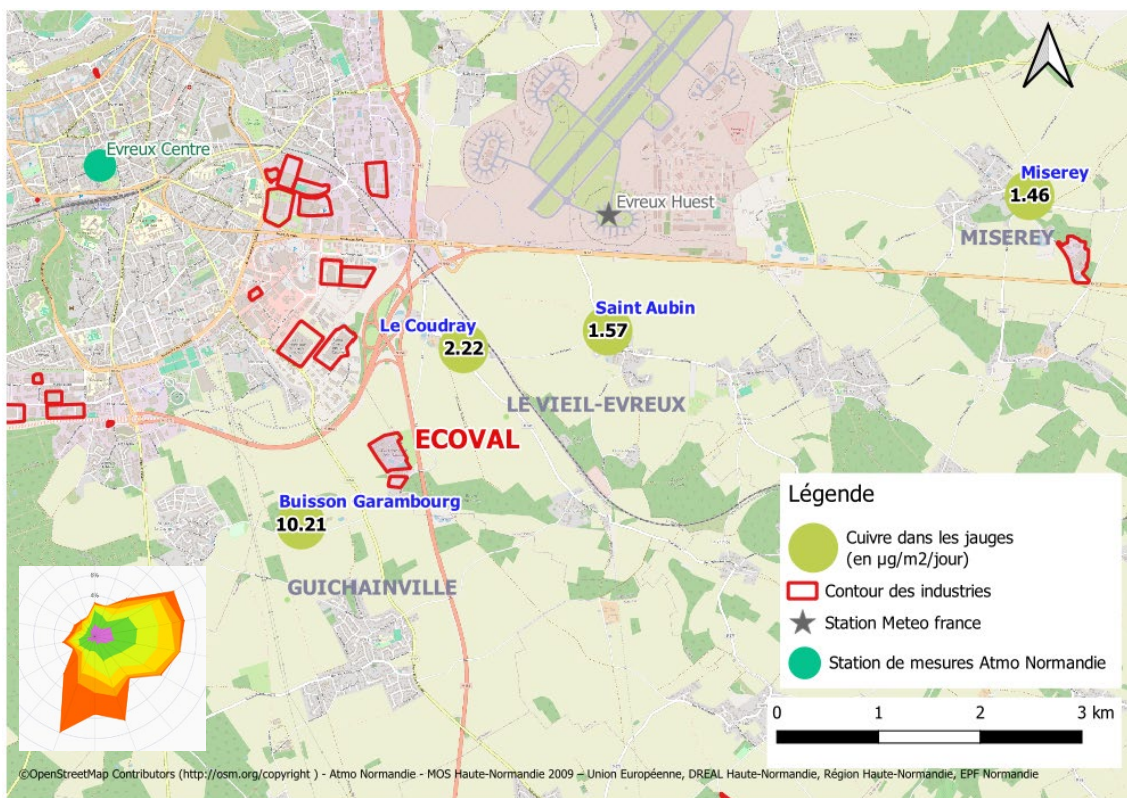 Evreux Centre
Evreux Huest
Miserey
1.46
MISEREY
Saint Aubin
1.57
Le Coudray
2.22
LE VIEIL-EVREUX
ECOVAL
Buisson Garambourg
10.21
GUICHAINVILLE
Légende
Cuivre dans les jauges
(en µg/m2/jour)
Contour des industries
Station Meteo france
Station de mesures Atmo Normandie
0 1 2 3 km
©OpenStreetMap Contributors (http://osm.org/copyright ) - Atmo Normandie - MOS Haute-Normandie 2009 – Union Européenne, DREAL Haute-Normandie, Région Haute-Normandie, EPF Normandie